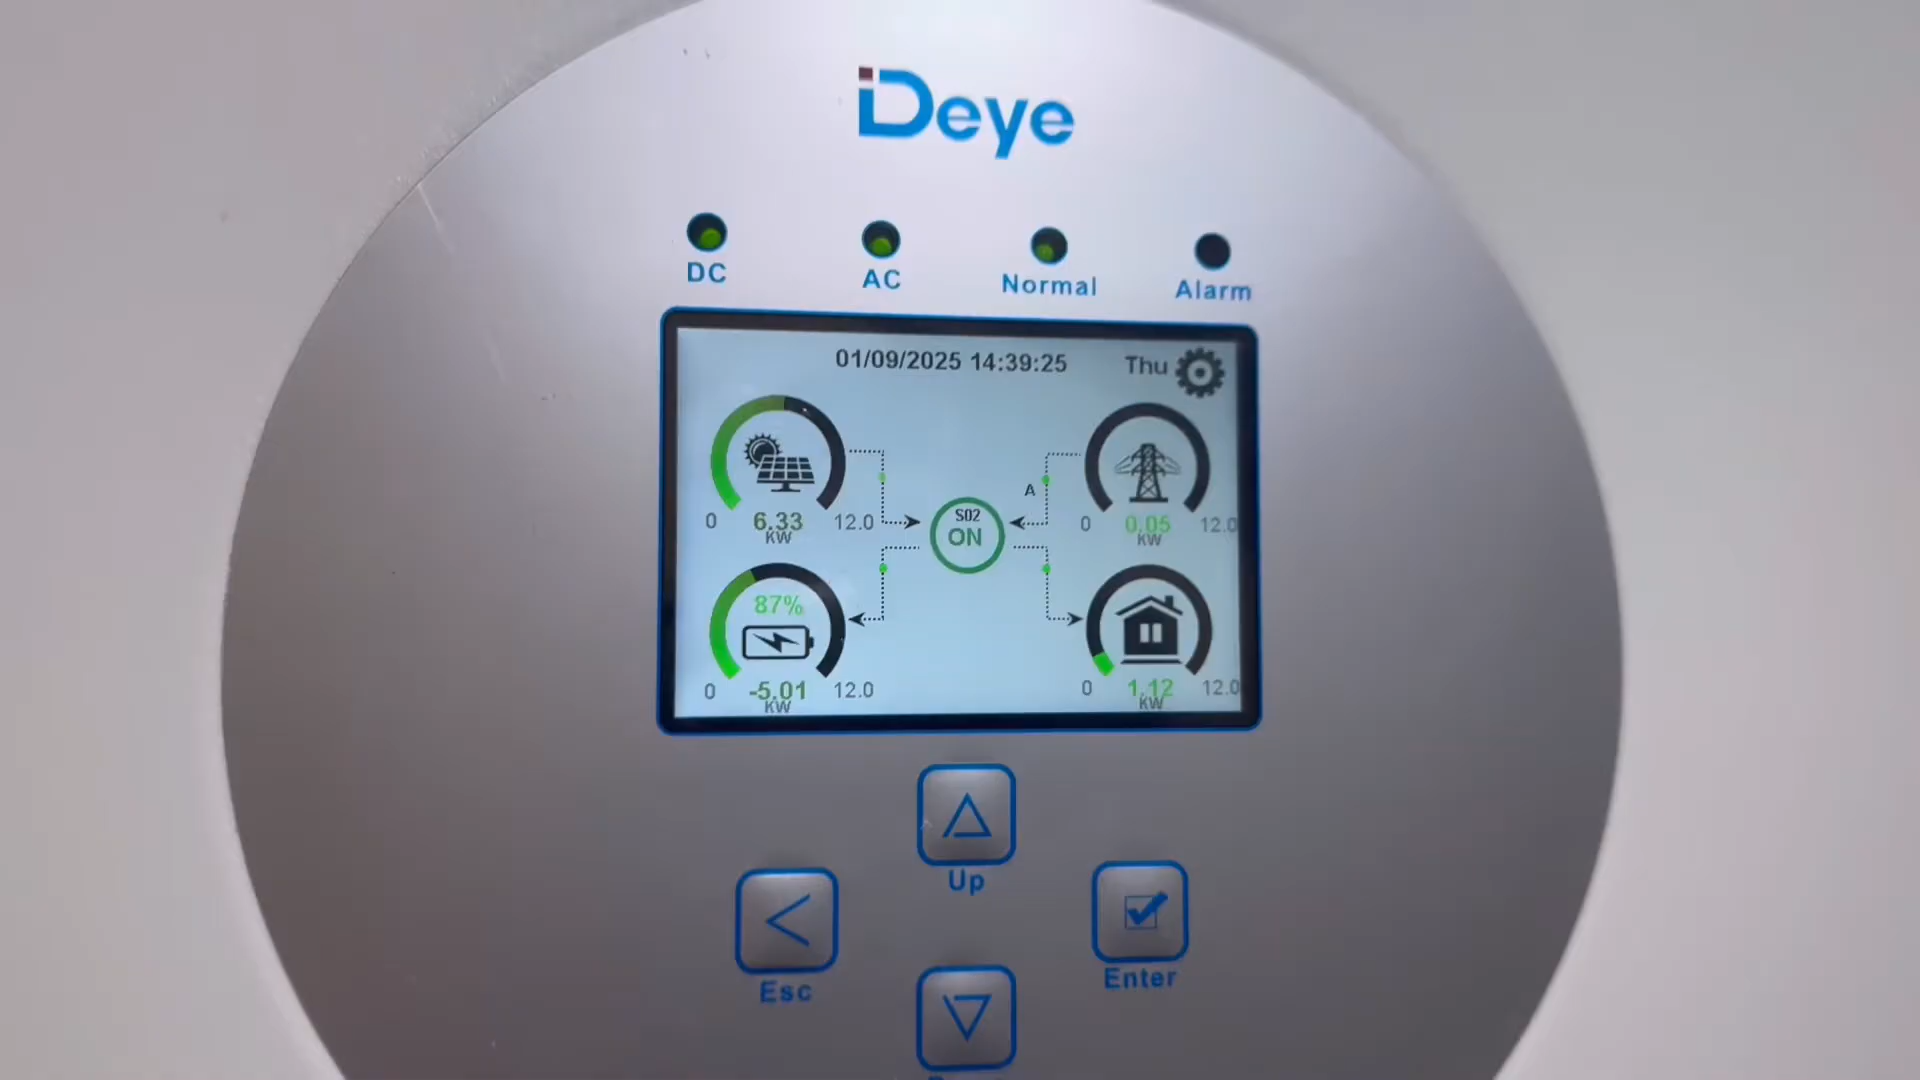 Deye
DC AC Normal Alarm
01/09/2025 14:39:25 Thu
A
0 6.33 12.0
KW
S02
ON
0 0.05 12.0
KW
87%
0 -5.01 12.0
KW
0 1.12 12.0
KW
Up
Esc
Enter